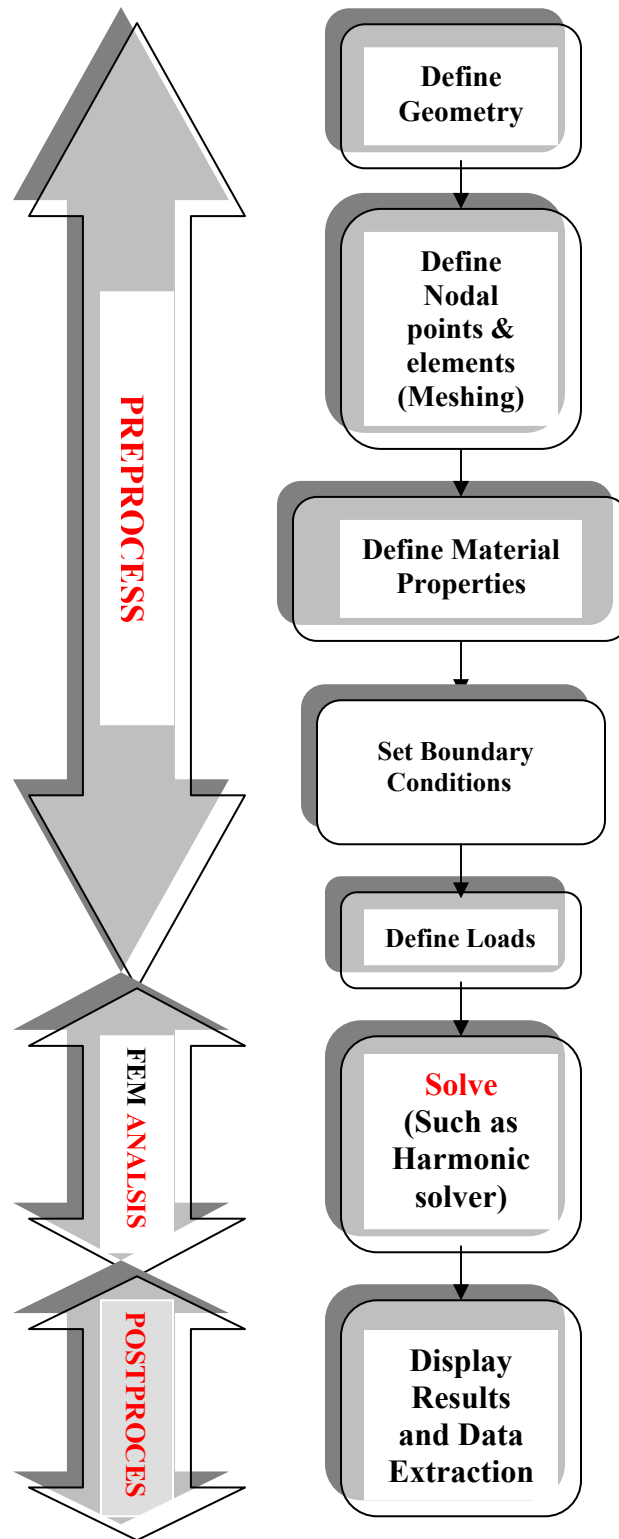 Define
Geometry
Define
Nodal
points &
elements
(Meshing)
Define Material
Properties
Set Boundary
Conditions
Define Loads
Solve
(Such as
Harmonic
solver)
Display
Results
and Data
Extraction
PREPROCESS
FEM ANALSIS
POSTPROCES